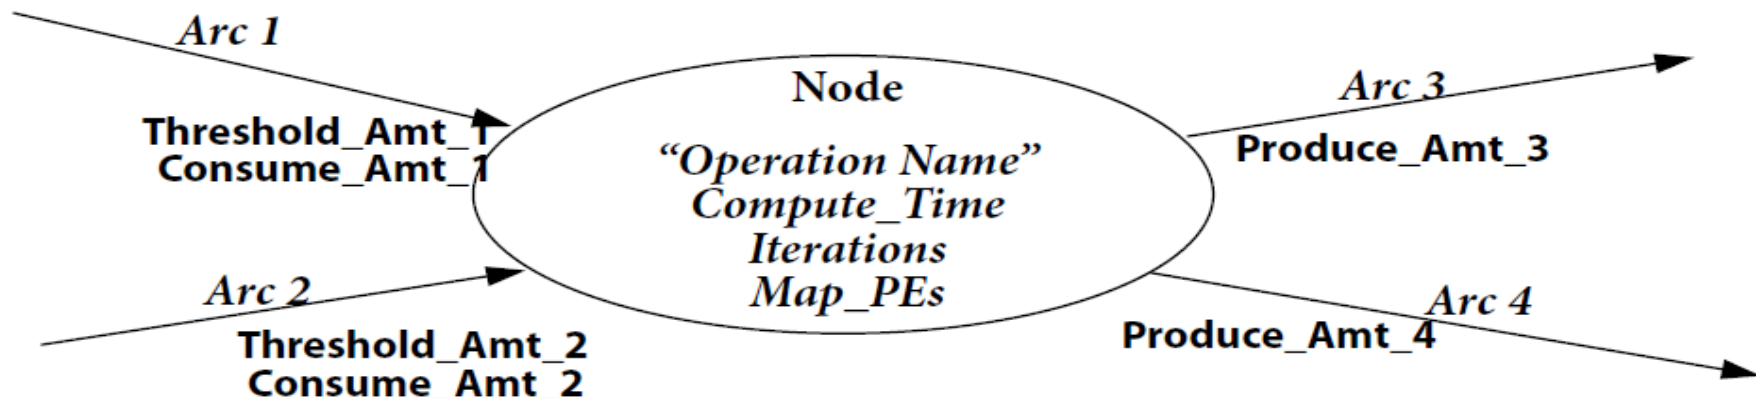 Arc 1
Threshold_Amt_1
Consume_Amt_1
Arc 2
Threshold_Amt_2
Consume_Amt_2
Node
“Operation Name”
Compute_Time
Iterations
Map_PEs
Arc 3
Produce_Amt_3
Arc 4
Produce_Amt_4